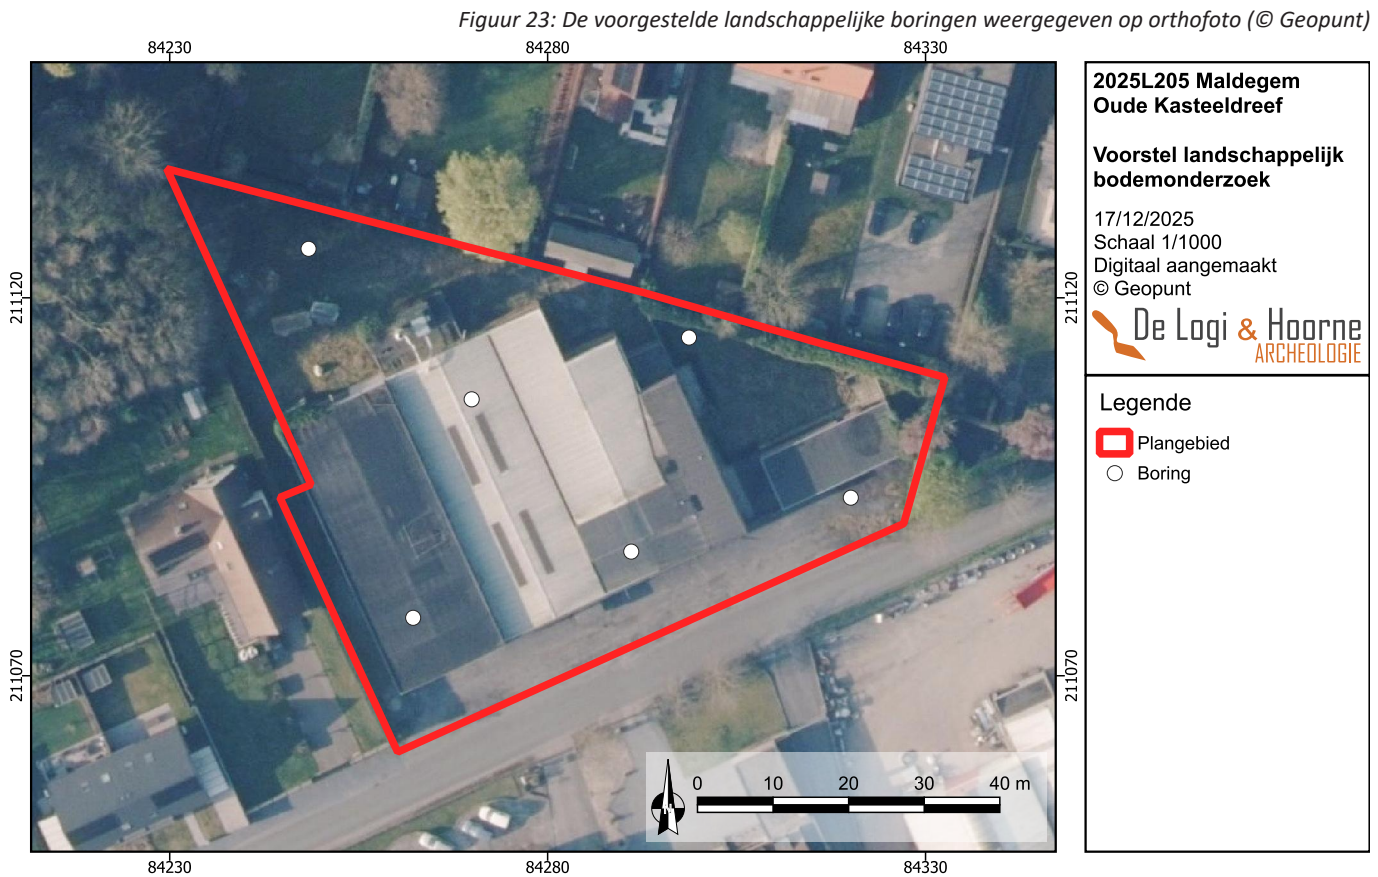 Figuur 23: De voorgestelde landschappelijke boringen weergegeven op orthofoto (© Geopunt)
84230 84280 84330
2025L205 Maldegem
Oude Kasteeldreef
Voorstel landschappelijk
bodemonderzoek
17/12/2025
Schaal 1/1000
Digitaal aangemaakt
© Geopunt
De Logi & Hoorne
ARCHEOLOGIE
211120 211120
Legende
Plangebied
Boring
211070 211070
N
0 10 20 30 40 m
84230 84280 84330